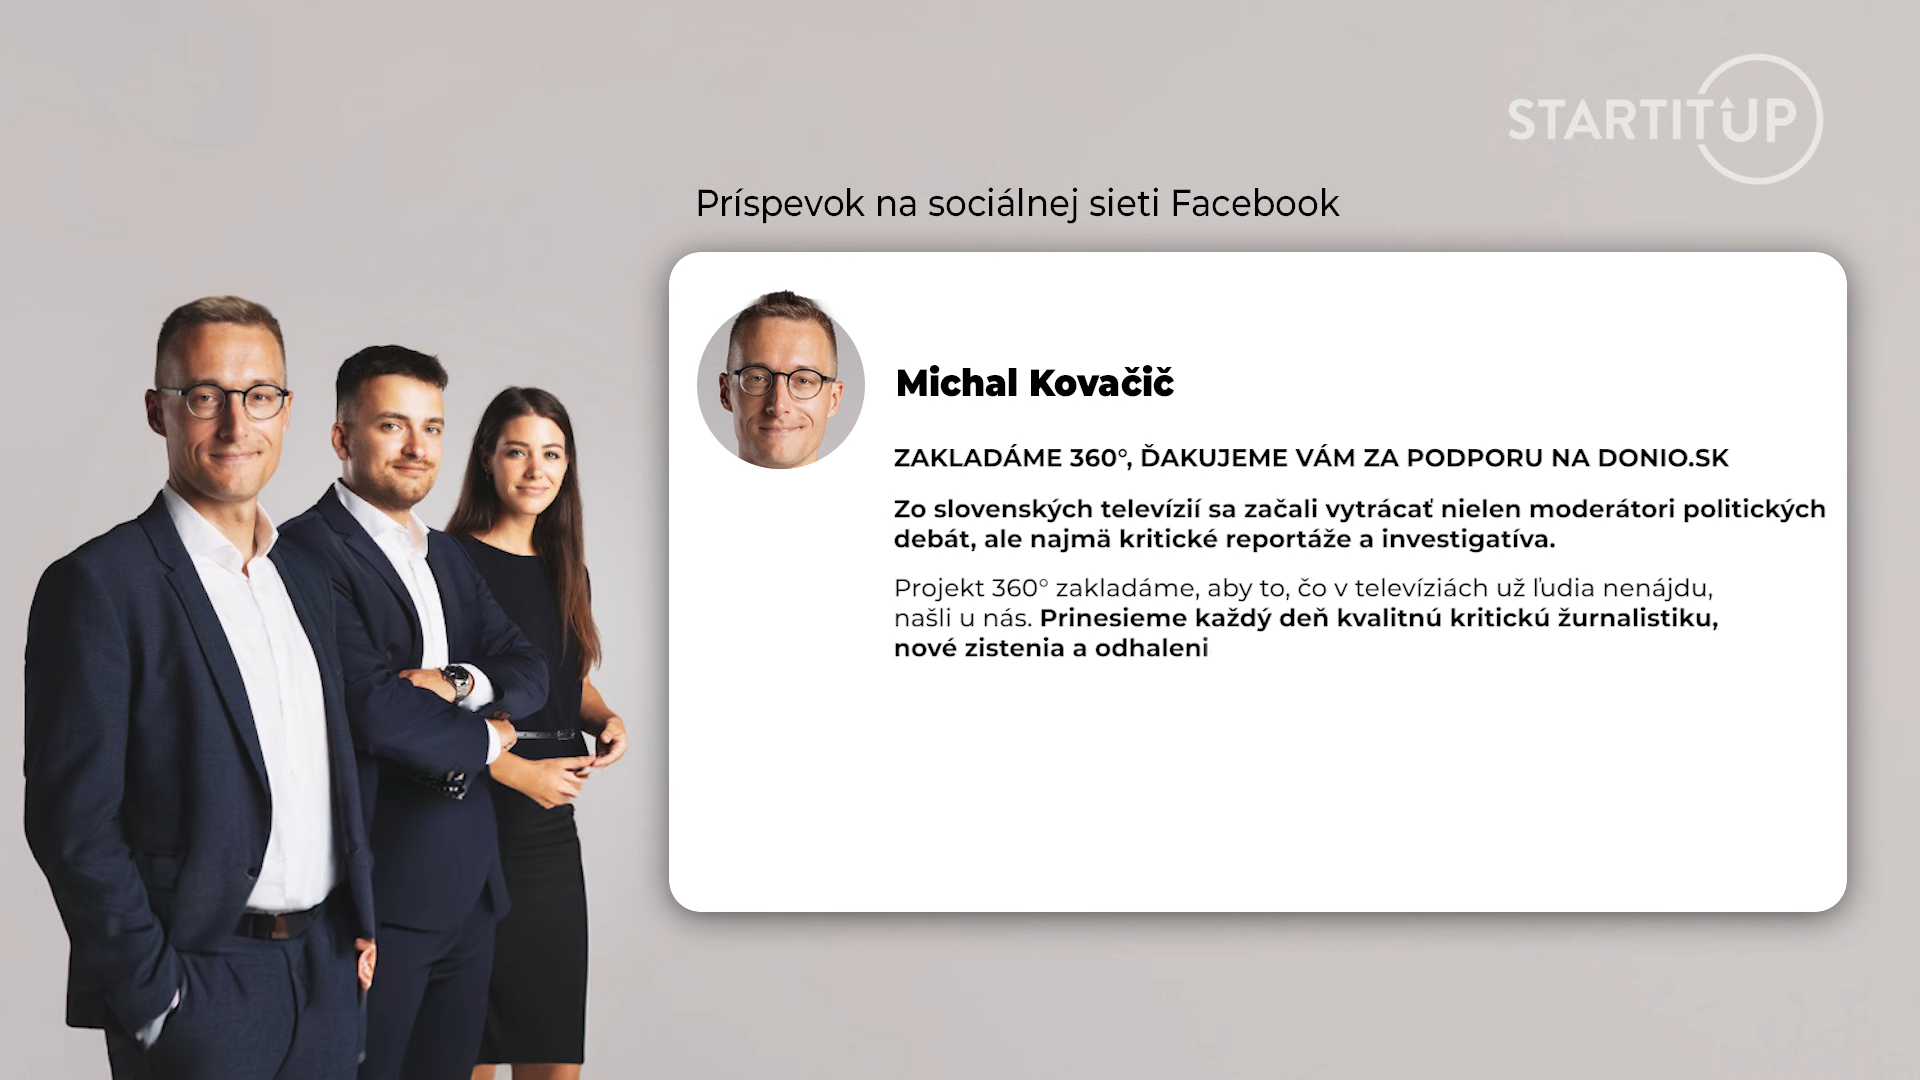 STARTITUP
Príspevok na sociálnej sieti Facebook
Michal Kovačič
ZAKLADÁME 360°, ĎAKUJEME VÁM ZA PODPORU NA DONIO.SK
Zo slovenských televízií sa začali vytrácať nielen moderátori politických
debát, ale najmä kritické reportáže a investigatíva.
Projekt 360° zakladáme, aby to, čo v televíziách už ľudia nenájdu,
našli u nás. Prinesieme každý deň kvalitnú kritickú žurnalistiku,
nové zistenia a odhaleni